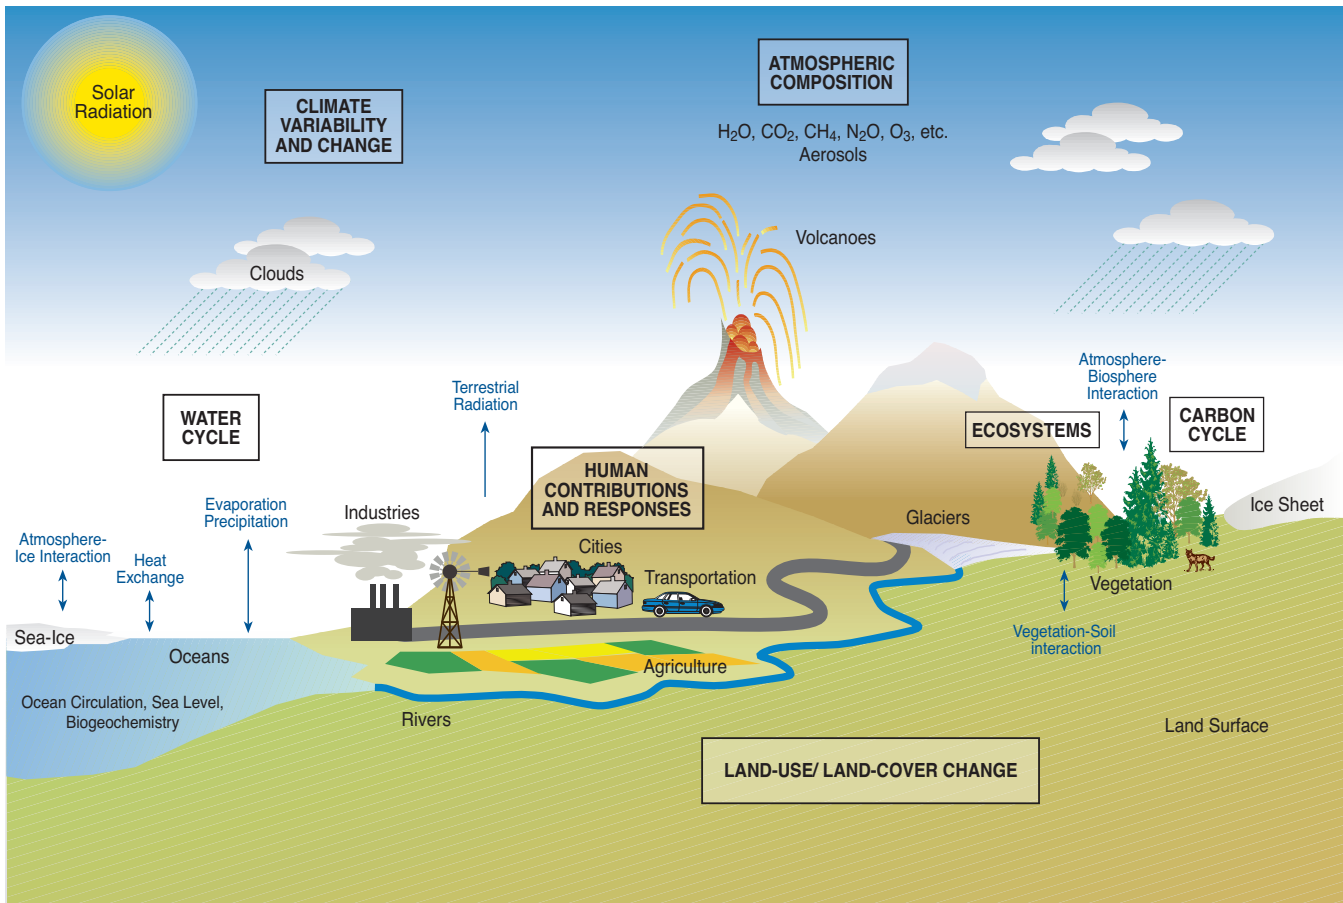 Solar
Radiation
CLIMATE
VARIABILITY
AND CHANGE
ATMOSPHERIC
COMPOSITION
H₂O, CO₂, CH₄, N₂O, O₃, etc.
Aerosols
Volcanoes
Clouds
Atmosphere-
Biosphere
Interaction
Terrestrial
Radiation
WATER
CYCLE
ECOSYSTEMS
CARBON
CYCLE
HUMAN
CONTRIBUTIONS
AND RESPONSES
Evaporation
Precipitation
Industries
Glaciers
Ice Sheet
Atmosphere-
Ice Interaction
Heat
Exchange
Cities
Transportation
Vegetation
Sea-Ice
Oceans
Vegetation-Soil
interaction
Agriculture
Ocean Circulation, Sea Level,
Biogeochemistry
Rivers
Land Surface
LAND-USE/ LAND-COVER CHANGE